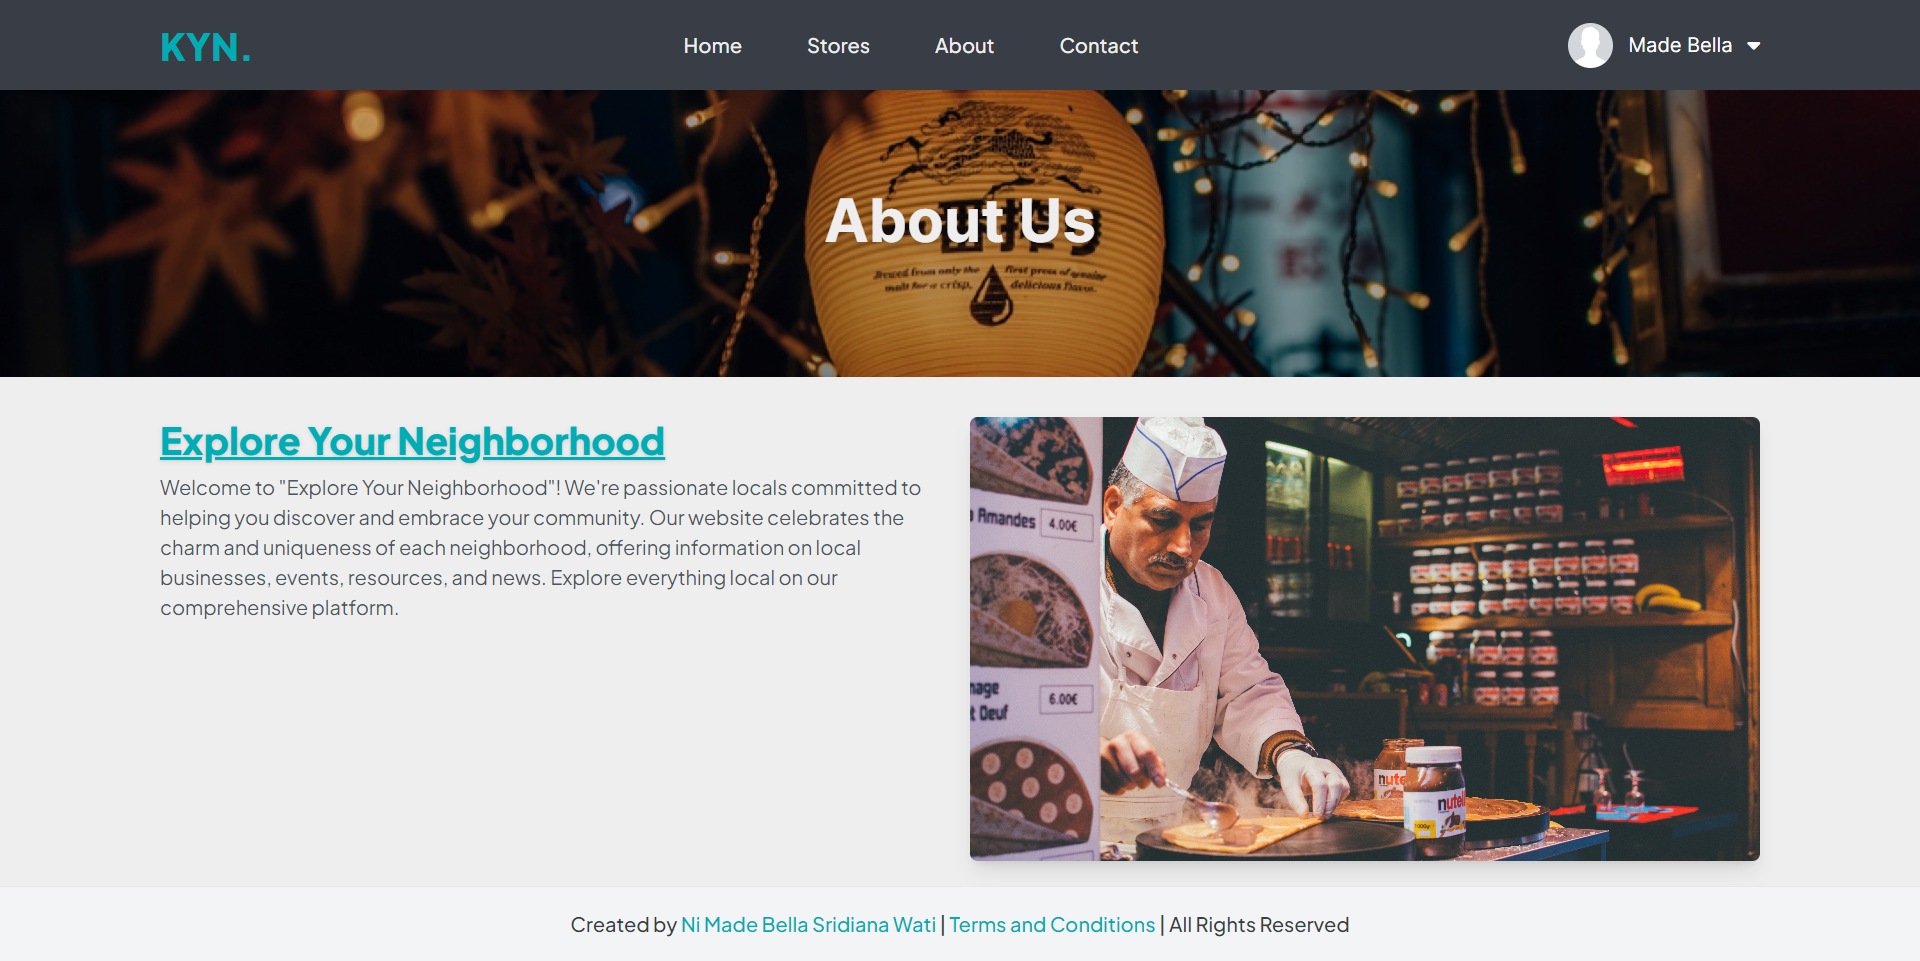 KYN.
Home
Stores
About
Contact
Made Bella
About Us
Brewed from only the first press of genuine
malt for a crisp, delicious flavor.
Explore Your Neighborhood
Welcome to "Explore Your Neighborhood"! We're passionate locals committed to
helping you discover and embrace your community. Our website celebrates the
charm and uniqueness of each neighborhood, offering information on local
businesses, events, resources, and news. Explore everything local on our
comprehensive platform.
Amandes 4.00€
mage 6.00€
t Oeuf
nute
nutell
Created by Ni Made Bella Sridiana Wati | Terms and Conditions | All Rights Reserved